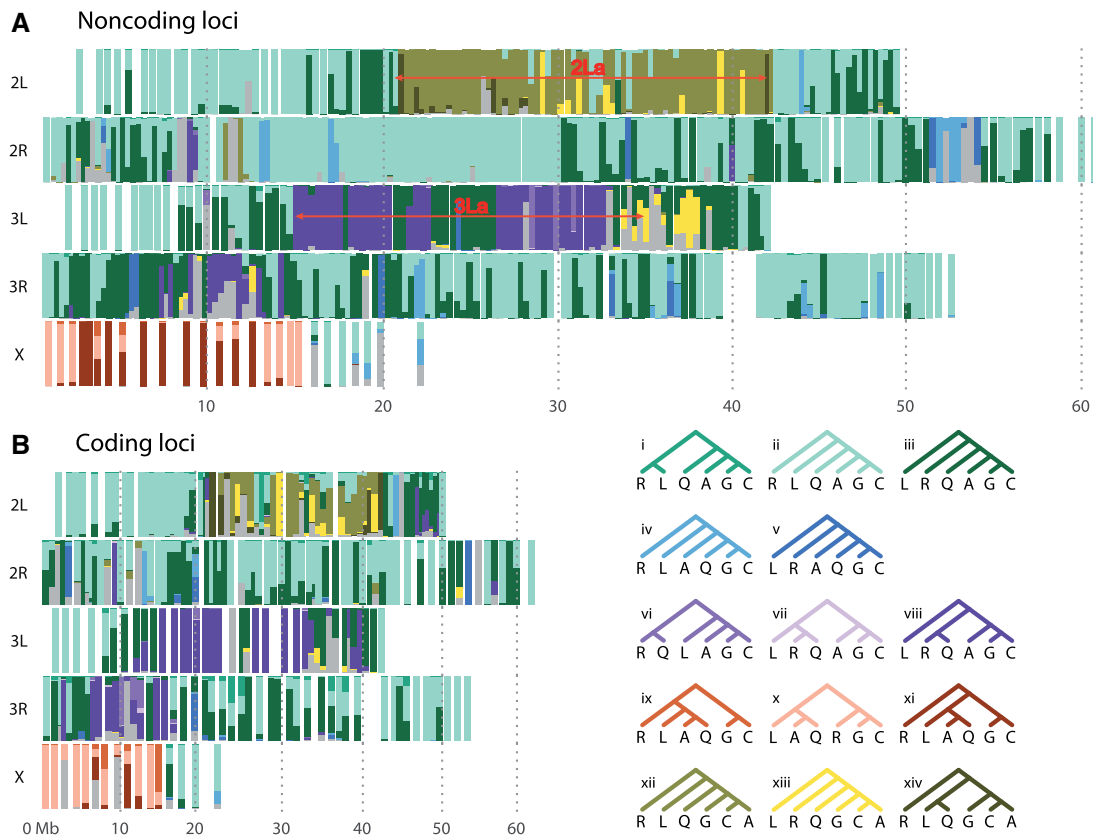 A Noncoding loci
2L
2La
2R
3L
3La
3R
X
10 20 30 40 50 60
B Coding loci
2L
2R
3L
3R
X
0 Mb 10 20 30 40 50 60
i ii iii
R L Q A G C R L Q A G C L R Q A G C
iv v
R L A Q G C L R A Q G C
vi vii viii
R Q L A G C L R Q A G C L R Q A G C
ix x xi
R L A Q G C L A Q R G C R L A Q G C
xii xiii xiv
R L Q G C A L R Q G C A R L Q G C A